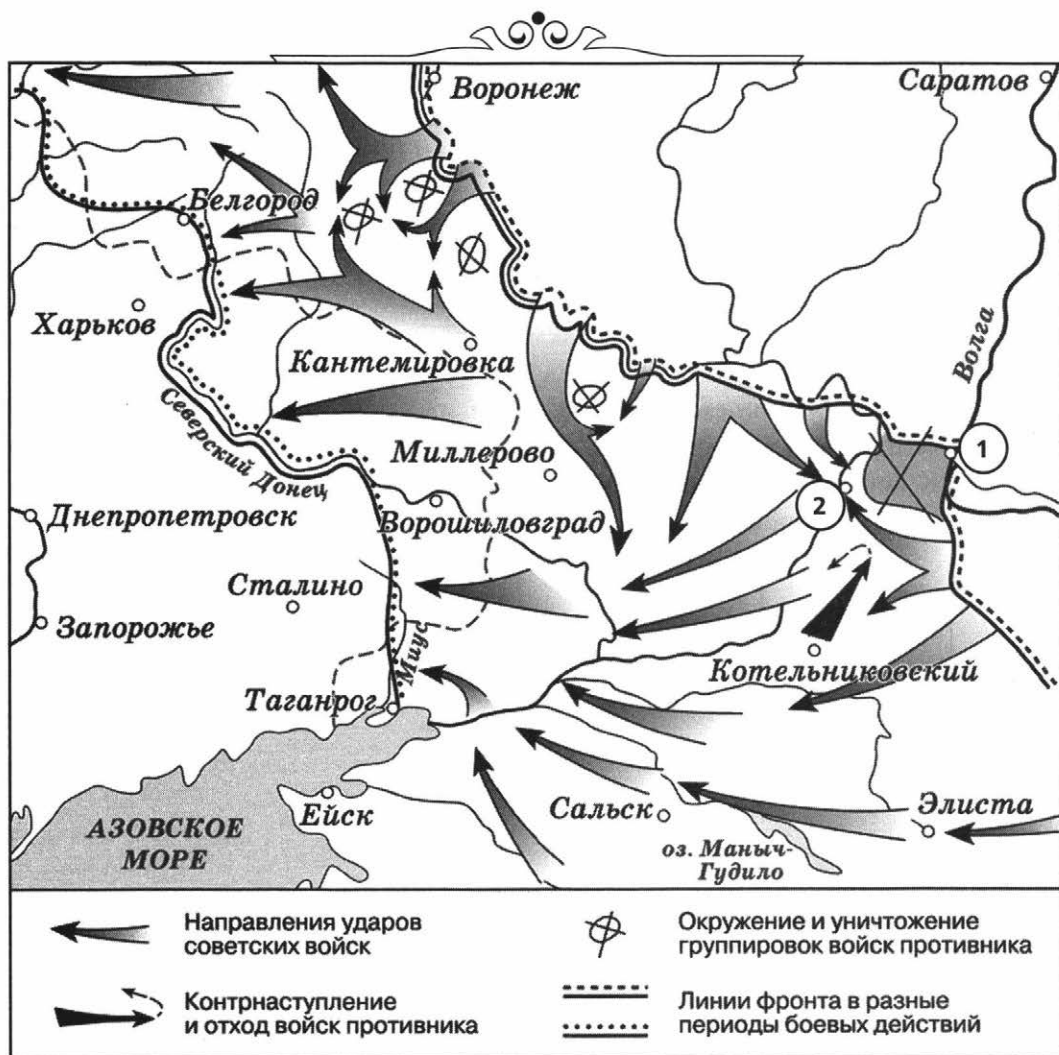 Воронеж
Саратов
Белгород
Харьков
Кантемировка
Волга
Северский Донец
Миллерово
1
2
Днепропетровск
Ворошиловград
Сталино
Запорожье
Миус
Котельниковский
Таганрог
Ейск
Сальск
Элиста
АЗОВСКОЕ
МОРЕ
оз. Маныч-
Гудило
Направления ударов
советских войск
Окружение и уничтожение
группировок войск противника
Контрнаступление
и отход войск противника
Линии фронта в разные
периоды боевых действий